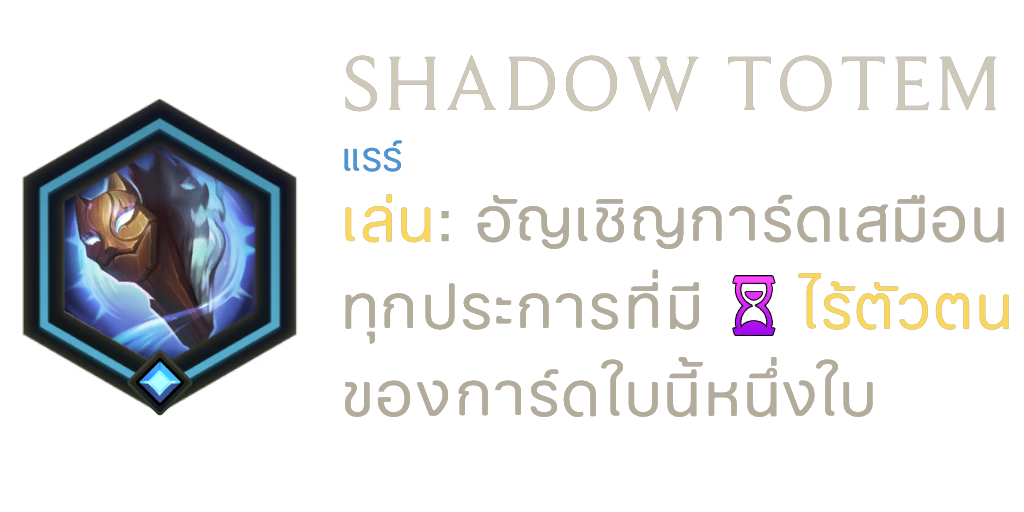 SHADOW TOTEM
แรร์
เล่น: อัญเชิญการ์ดเสมือน
ทุกประการที่มี ไร้ตัวตน
ของการ์ดใบนี้หนึ่งใบ